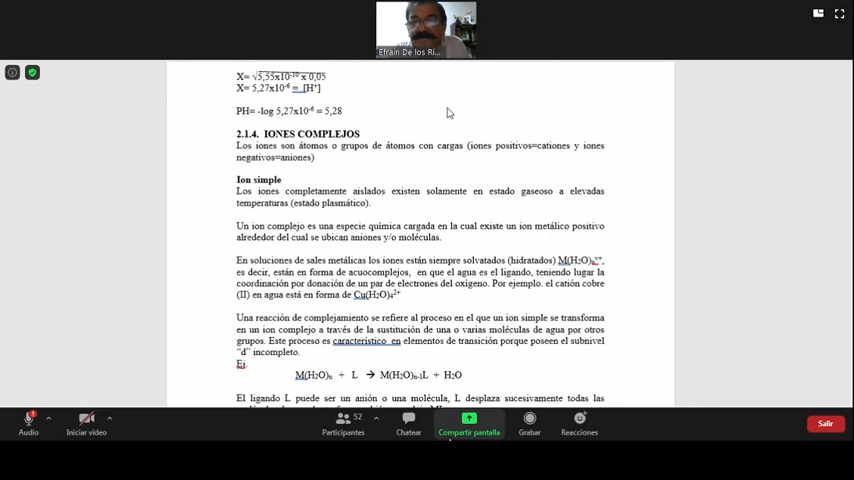 Efrain De los Rí...
X= √5,55x10⁻¹⁰ x 0,05
X= 5,27x10⁻⁶ = [H⁺]
PH= -log 5,27x10⁻⁶ = 5,28
2.1.4. IONES COMPLEJOS
Los iones son átomos o grupos de átomos con cargas (iones positivos=cationes y iones
negativos=aniones)
Ion simple
Los iones completamente aislados existen solamente en estado gaseoso a elevadas
temperaturas (estado plasmático).
Un ion complejo es una especie química cargada en la cual existe un ion metálico positivo
alrededor del cual se ubican aniones y/o moléculas.
En soluciones de sales metálicas los iones están siempre solvatados (hidratados) M(H₂O)ₙ
es decir, están en forma de acuocomplejos, en que el agua es el ligando, teniendo lugar la
coordinación por donación de un par de electrones del oxígeno. Por ejemplo. el catión cobre
(II) en agua está en forma de Cu(H₂O)₄²⁺
Una reacción de complejamiento se refiere al proceso en el que un ion simple se transforma
en un ion complejo a través de la sustitución de una o varias moléculas de agua por otros
grupos. Este proceso es característico en elementos de transición porque poseen el subnivel
“d” incompleto.
Ej.
M(H₂O)ₙ + L → M(H₂O)ₙ₋₁L + H₂O
El ligando L puede ser un anión o una molécula, L desplaza sucesivamente todas las
52
Audio
Iniciar video
Participantes
Chatear
Compartir pantalla
Grabar
Reacciones
Salir